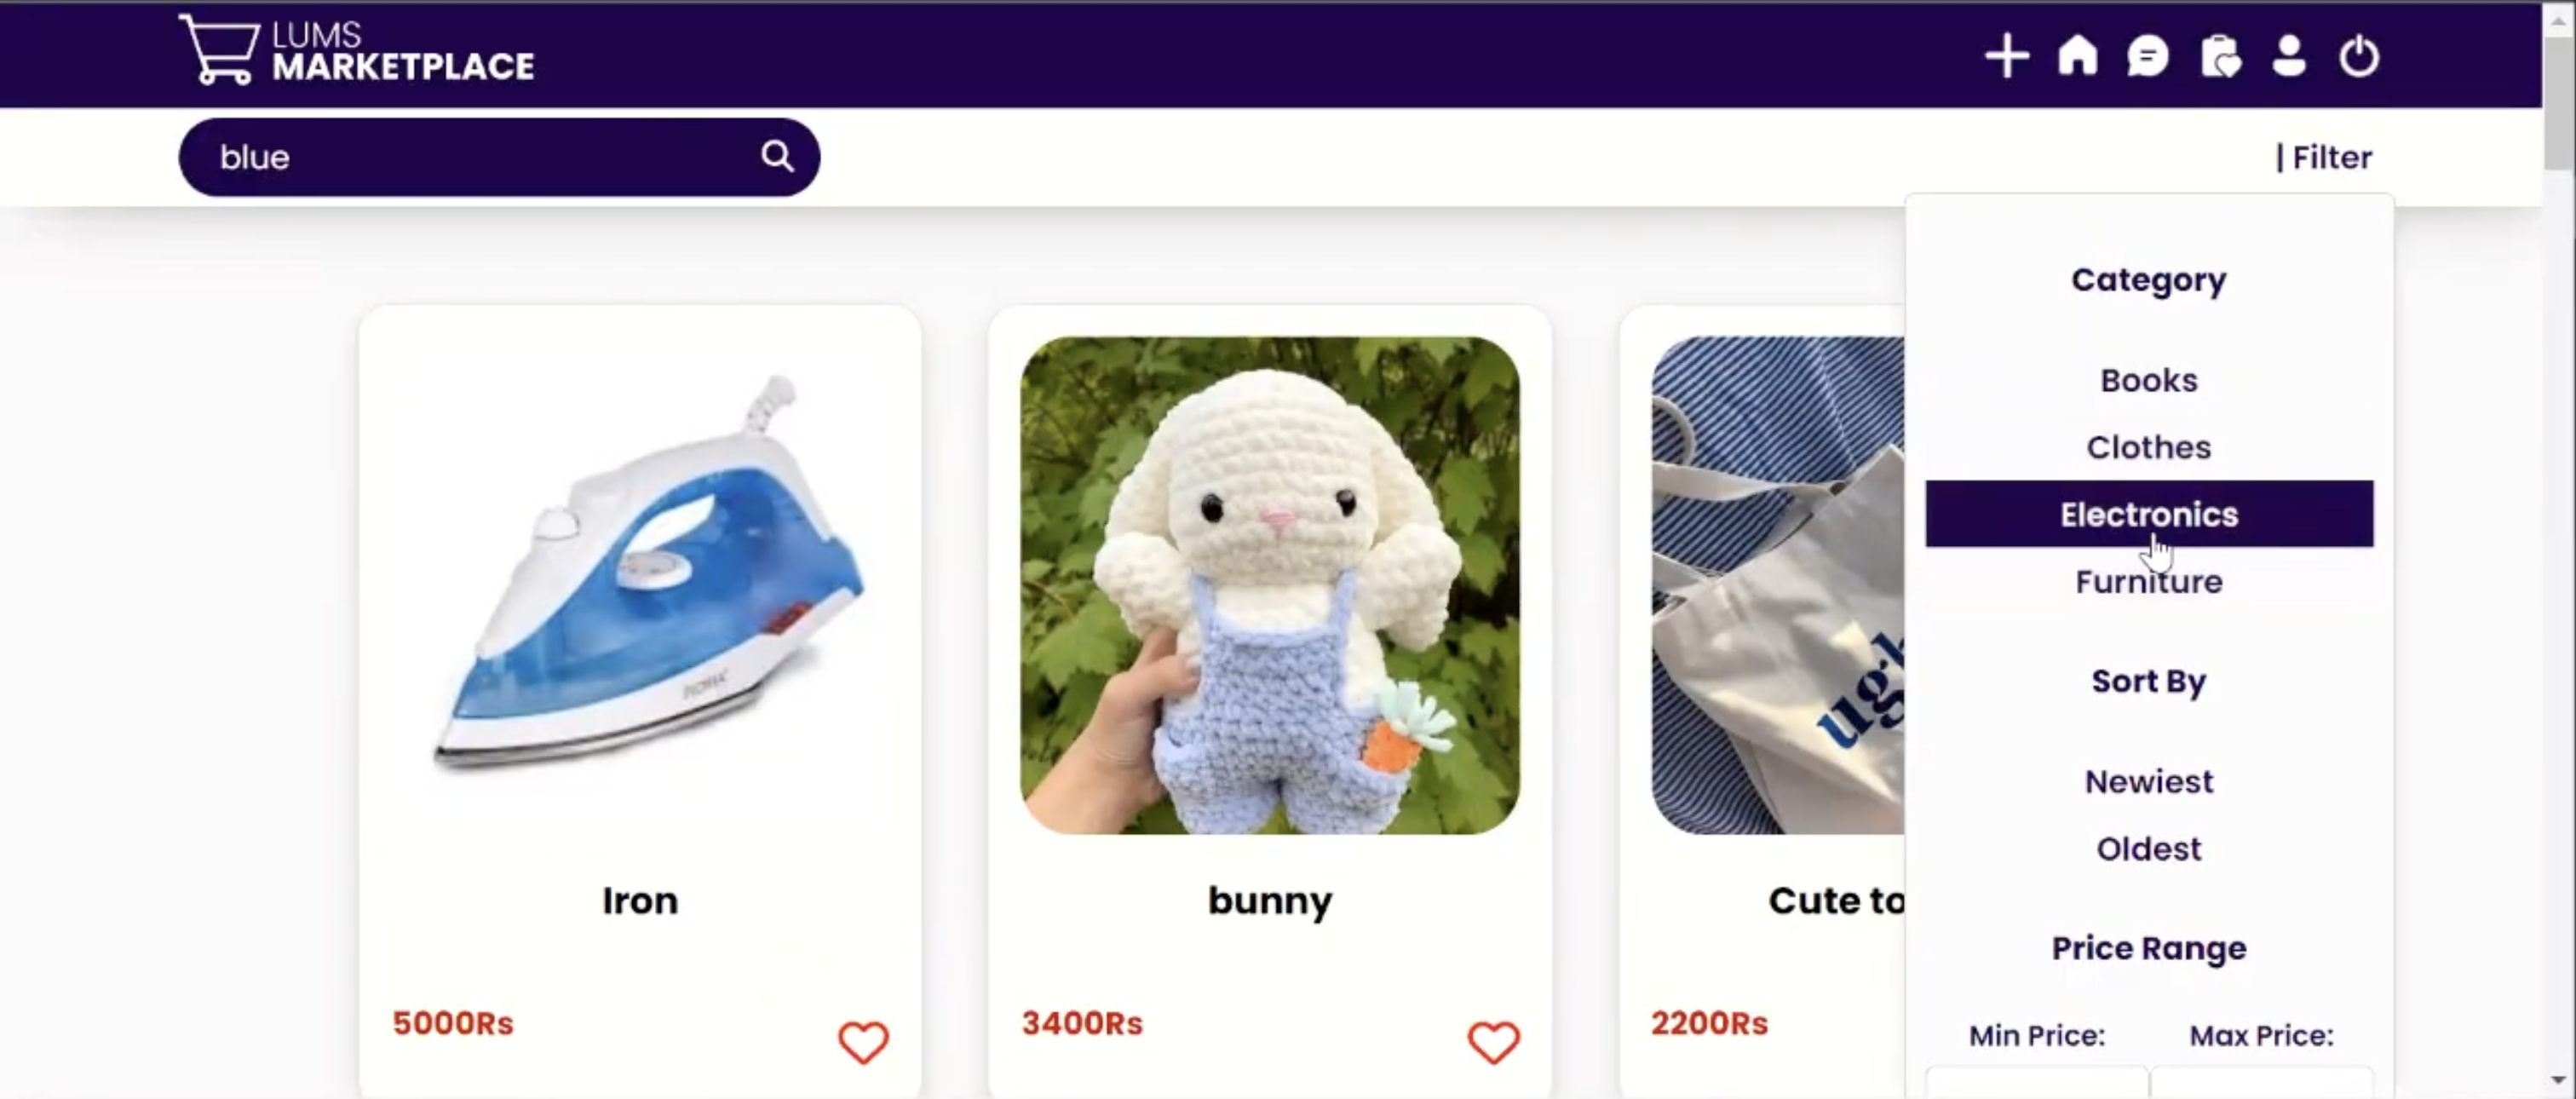 LUMS
MARKETPLACE
blue
| Filter
Category
Books
Clothes
Electronics
Furniture
Sort By
Newiest
Oldest
Price Range
Min Price:
Max Price:
Iron
5000Rs
bunny
3400Rs
Cute to
2200Rs
ugl